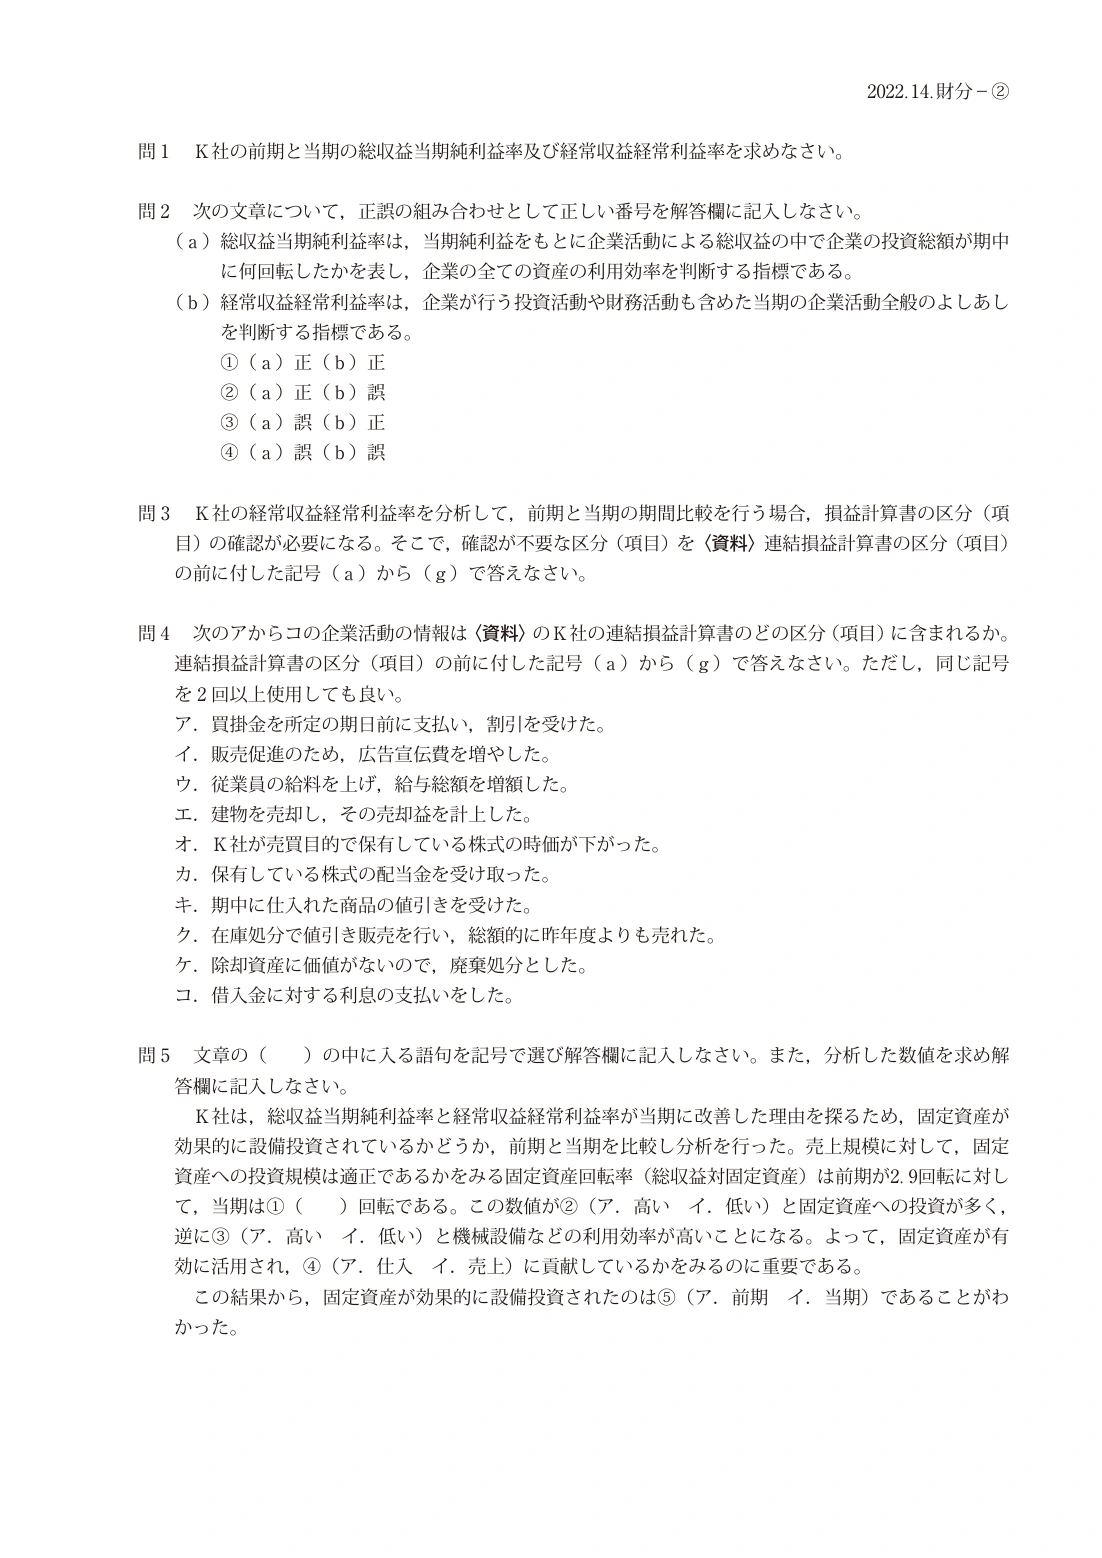 2022.14.財分－②
問1　K社の前期と当期の総収益当期純利益率及び経常収益経常利益率を求めなさい。
問2　次の文章について，正誤の組み合わせとして正しい番号を解答欄に記入しなさい。
（a）総収益当期純利益率は，当期純利益をもとに企業活動による総収益の中で企業の投資総額が期中
に何回転したかを表し，企業の全ての資産の利用効率を判断する指標である。
（b）経常収益経常利益率は，企業が行う投資活動や財務活動も含めた当期の企業活動全般のよしあし
を判断する指標である。
①（a）正（b）正
②（a）正（b）誤
③（a）誤（b）正
④（a）誤（b）誤
問3　K社の経常収益経常利益率を分析して，前期と当期の期間比較を行う場合，損益計算書の区分（項
目）の確認が必要になる。そこで，確認が不要な区分（項目）を〈資料〉連結損益計算書の区分（項目）
の前に付した記号（a）から（g）で答えなさい。
問4　次のアからコの企業活動の情報は〈資料〉のK社の連結損益計算書のどの区分（項目）に含まれるか。
連結損益計算書の区分（項目）の前に付した記号（a）から（g）で答えなさい。ただし，同じ記号
を2回以上使用しても良い。
ア．買掛金を所定の期日前に支払い，割引を受けた。
イ．販売促進のため，広告宣伝費を増やした。
ウ．従業員の給料を上げ，給与総額を増額した。
エ．建物を売却し，その売却益を計上した。
オ．K社が売買目的で保有している株式の時価が下がった。
カ．保有している株式の配当金を受け取った。
キ．期中に仕入れた商品の値引きを受けた。
ク．在庫処分で値引き販売を行い，総額的に昨年度よりも売れた。
ケ．除却資産に価値がないので，廃棄処分とした。
コ．借入金に対する利息の支払いをした。
問5　文章の（　　）の中に入る語句を記号で選び解答欄に記入しなさい。また，分析した数値を求め解
答欄に記入しなさい。
K社は，総収益当期純利益率と経常収益経常利益率が当期に改善した理由を探るため，固定資産が
効果的に設備投資されているかどうか，前期と当期を比較し分析を行った。売上規模に対して，固定
資産への投資規模は適正であるかをみる固定資産回転率（総収益対固定資産）は前期が2.9回転に対し
て，当期は①（　　）回転である。この数値が②（ア．高い　イ．低い）と固定資産への投資が多く，
逆に③（ア．高い　イ．低い）と機械設備などの利用効率が高いことになる。よって，固定資産が有
効に活用され，④（ア．仕入　イ．売上）に貢献しているかをみるのに重要である。
この結果から，固定資産が効果的に設備投資されたのは⑤（ア．前期　イ．当期）であることがわ
かった。